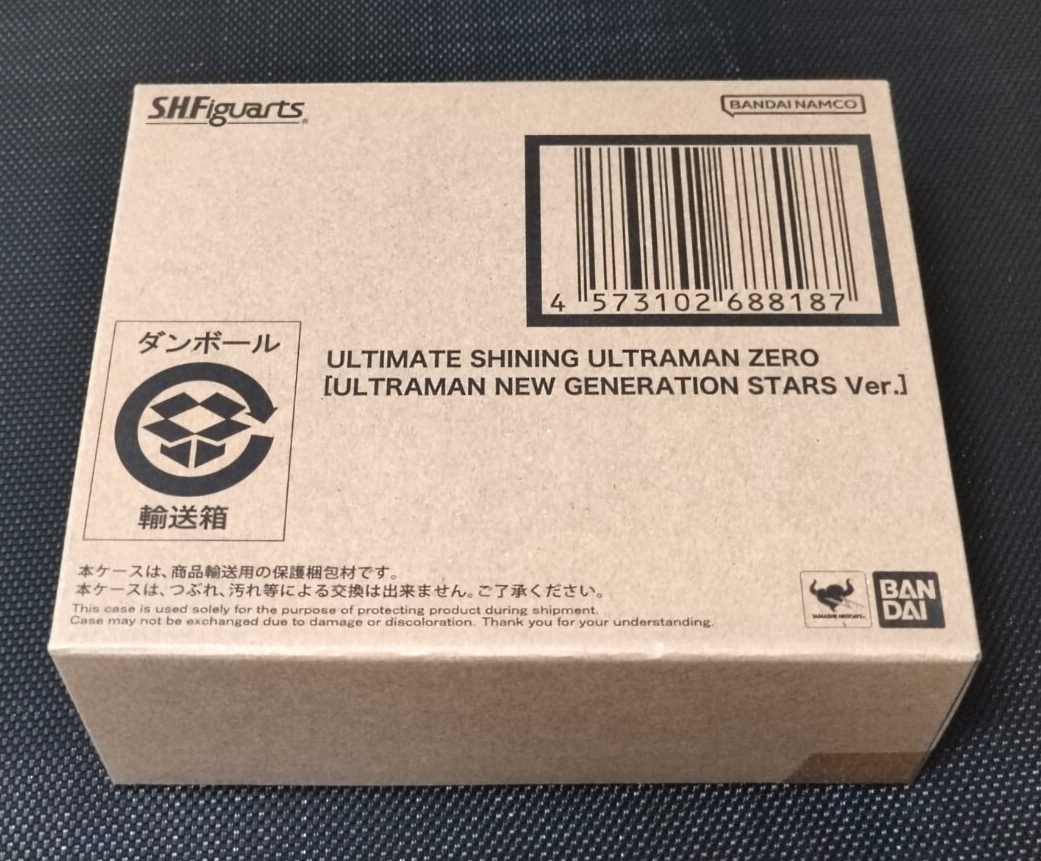 S.H.Figuarts
BANDAI NAMCO
4 573102 688187
ULTIMATE SHINING ULTRAMAN ZERO
[ULTRAMAN NEW GENERATION STARS Ver.]
ダンボール
輸送箱
本ケースは、商品輸送用の保護梱包材です。
本ケースは、つぶれ、汚れ等による交換は出来ません。ご了承ください。
This case is used solely for the purpose of protecting product during shipment.
Case may not be exchanged due to damage or discoloration. Thank you for your understanding.
TAMASHII NATIONS
BAN
DAI